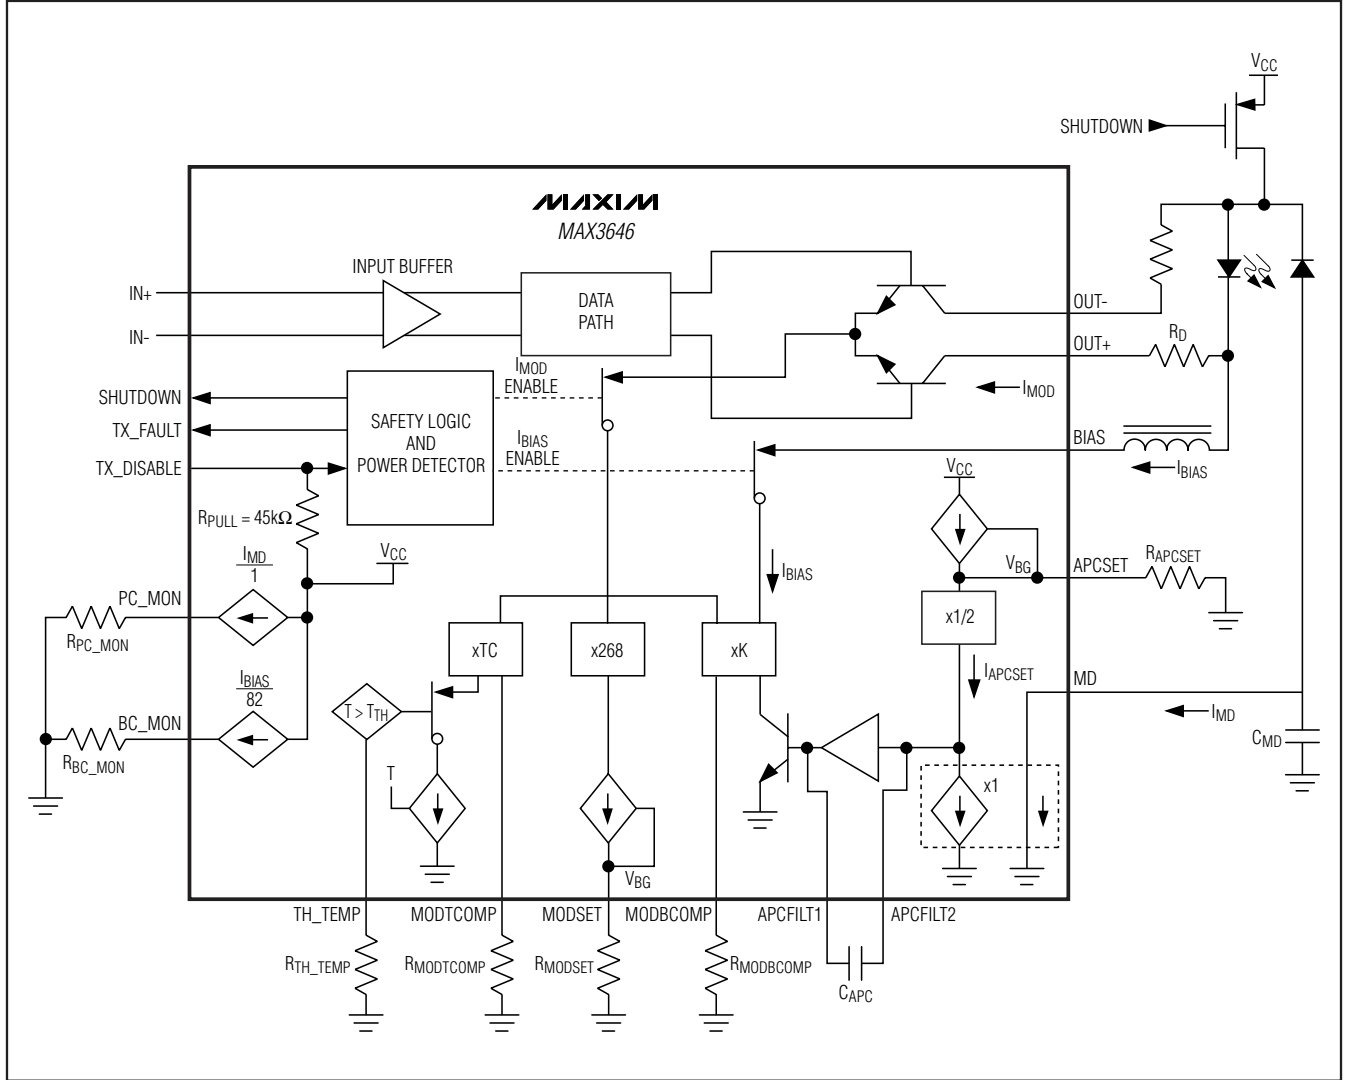 VCC
SHUTDOWN
MAXIM
MAX3646
INPUT BUFFER
IN+
IN-
DATA
PATH
OUT-
OUT+
RD
IMOD
IMOD
ENABLE
SHUTDOWN
TX_FAULT
TX_DISABLE
SAFETY LOGIC
AND
POWER DETECTOR
IBIAS
ENABLE
BIAS
IBIAS
VCC
RPULL = 45kΩ
VCC
IMD
1
IBIAS
VBG
APCSET
RAPCSET
PC_MON
RPC_MON
xTC
x268
xK
x1/2
IAPCSET
MD
IMD
IBIAS
82
BC_MON
RBC_MON
T > TTH
CMD
T
x1
VBG
TH_TEMP
MODTCOMP
MODSET
MODBCOMP
APCFILT1
APCFILT2
RTH_TEMP
RMODTCOMP
RMODSET
RMODBCOMP
CAPC